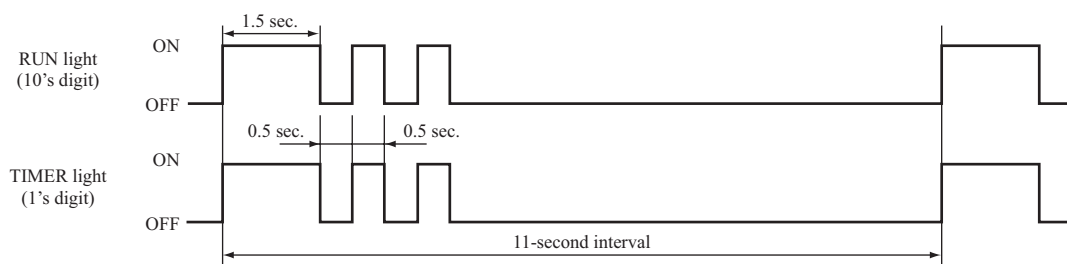 1.5 sec.
ON
RUN light
(10’s digit)
OFF
0.5 sec.
0.5 sec.
ON
TIMER light
(1’s digit)
OFF
11-second interval